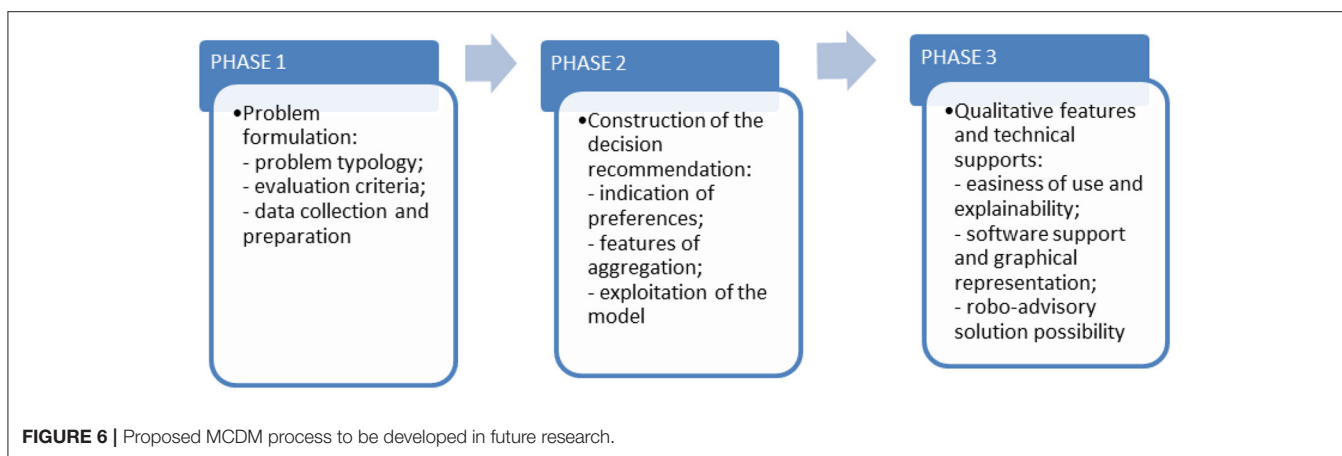 PHASE 1
•Problem
formulation:
- problem typology;
- evaluation criteria;
- data collection and
preparation
PHASE 2
•Construction of the
decision
recommendation:
- indication of
preferences;
- features of
aggregation;
- exploitation of the
model
PHASE 3
•Qualitative features
and technical
supports:
- easiness of use and
explainability;
- software support
and graphical
representation;
- robo-advisory
solution possibility
FIGURE 6 | Proposed MCDM process to be developed in future research.